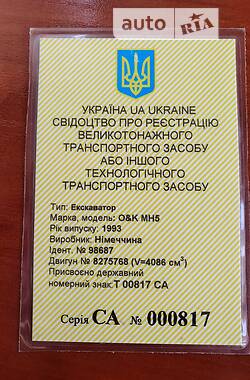 auto RIA
УКРАЇНА UA UKRAINE
СВІДОЦТВО ПРО РЕЄСТРАЦІЮ
ВЕЛИКОТОНАЖНОГО
ТРАНСПОРТНОГО ЗАСОБУ
АБО ІНШОГО
ТЕХНОЛОГІЧНОГО
ТРАНСПОРТНОГО ЗАСОБУ
Тип: Екскаватор
Марка, модель: O&K MH5
Рік випуску: 1993
Виробник: Німеччина
Ідент. № 98687
Двигун № 8275768 (V=4086 см³)
Присвоєно державний
номерний знак: Т 00817 СА
Серія СА № 000817